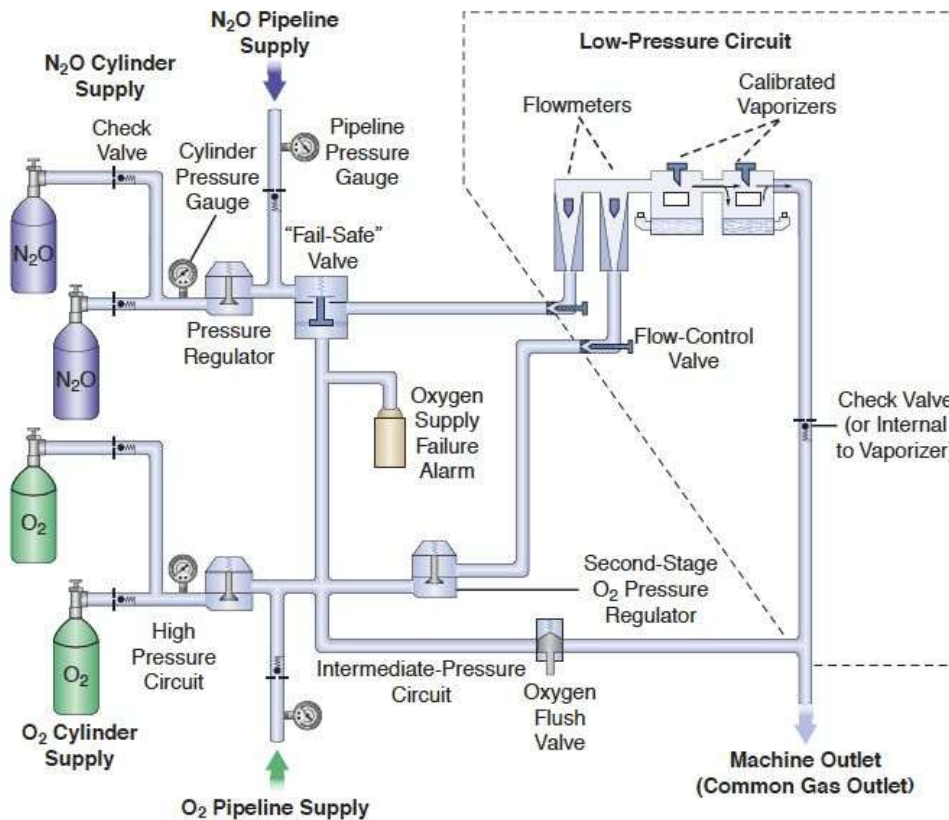 N₂O Pipeline
Supply
N₂O Cylinder
Supply
Low-Pressure Circuit
Flowmeters
Calibrated
Vaporizers
Check
Valve
Cylinder
Pressure
Gauge
Pipeline
Pressure
Gauge
"Fail-Safe"
Valve
N₂O
N₂O
Pressure
Regulator
Flow-Control
Valve
Oxygen
Supply
Failure
Alarm
Check Valve
(or Internal
to Vaporizer
O₂
O₂
High
Pressure
Circuit
Second-Stage
O₂ Pressure
Regulator
Intermediate-Pressure
Circuit
Oxygen
Flush
Valve
O₂ Cylinder
Supply
O₂ Pipeline Supply
Machine Outlet
(Common Gas Outlet)